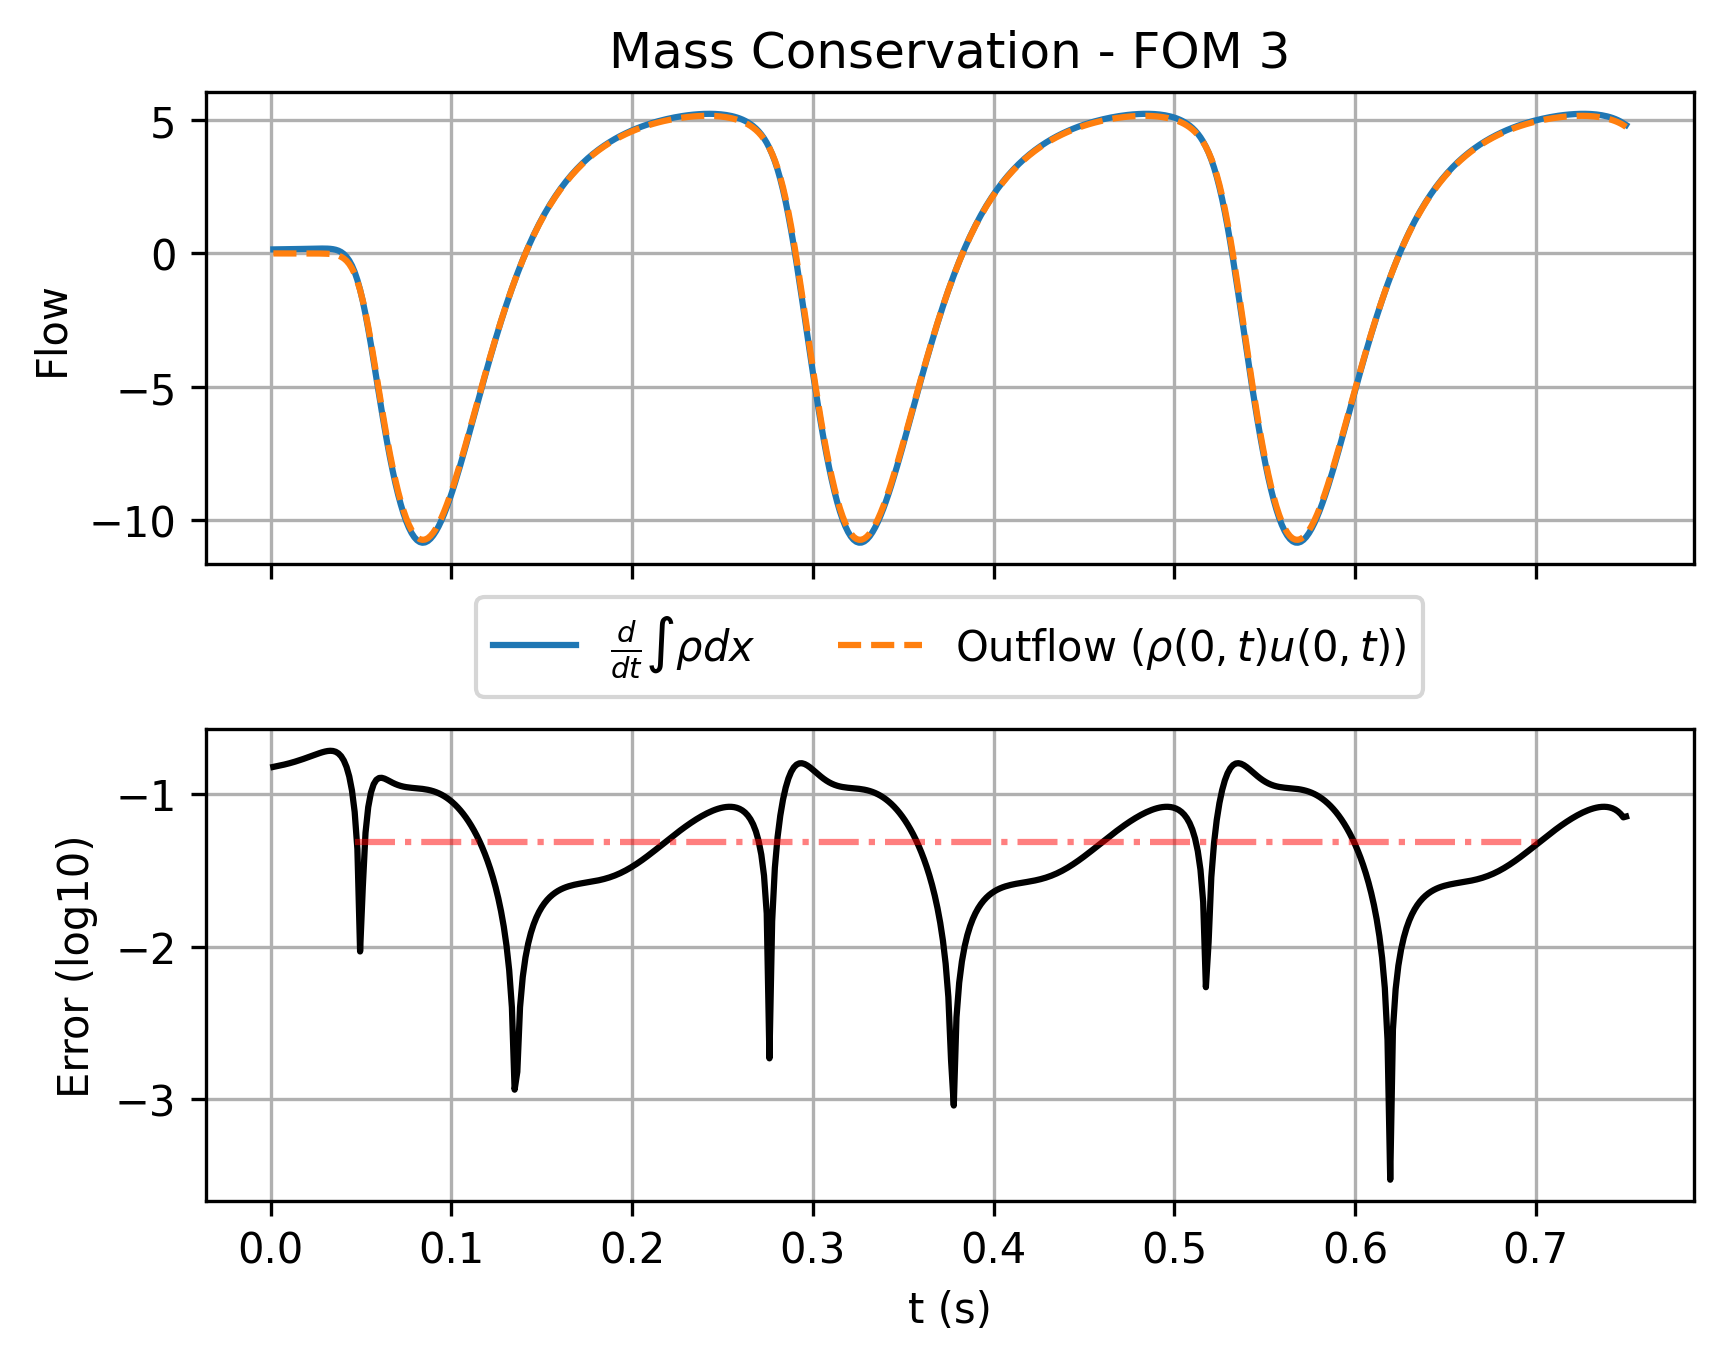 Mass Conservation - FOM 3
Flow
5
0
−5
−10
d/dt ∫ρdx
Outflow (ρ(0, t)u(0, t))
Error (log10)
−1
−2
−3
0.0 0.1 0.2 0.3 0.4 0.5 0.6 0.7
t (s)